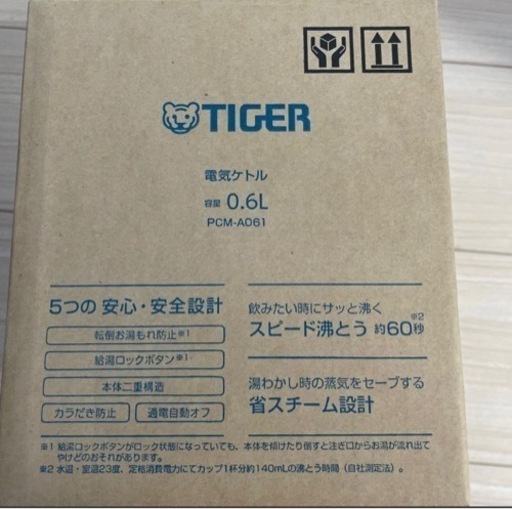 TIGER
電気ケトル
容量 0.6L
PCM-A061
5つの 安心・安全設計
転倒お湯もれ防止※1
給湯ロックボタン※1
本体二重構造
カラだき防止
通電自動オフ
飲みたい時にサッと沸く
スピード沸とう 約60秒※2
湯わかし時の蒸気をセーブする
省スチーム設計
※1 給湯ロックボタンがロック状態になっていても、本体を傾けたり倒すと注ぎ口からお湯が流れ出て
やけどのおそれがあります。
※2 水温・室温23度、定格消費電力にてカップ1杯分約140mLの沸とう時間（自社測定法）。